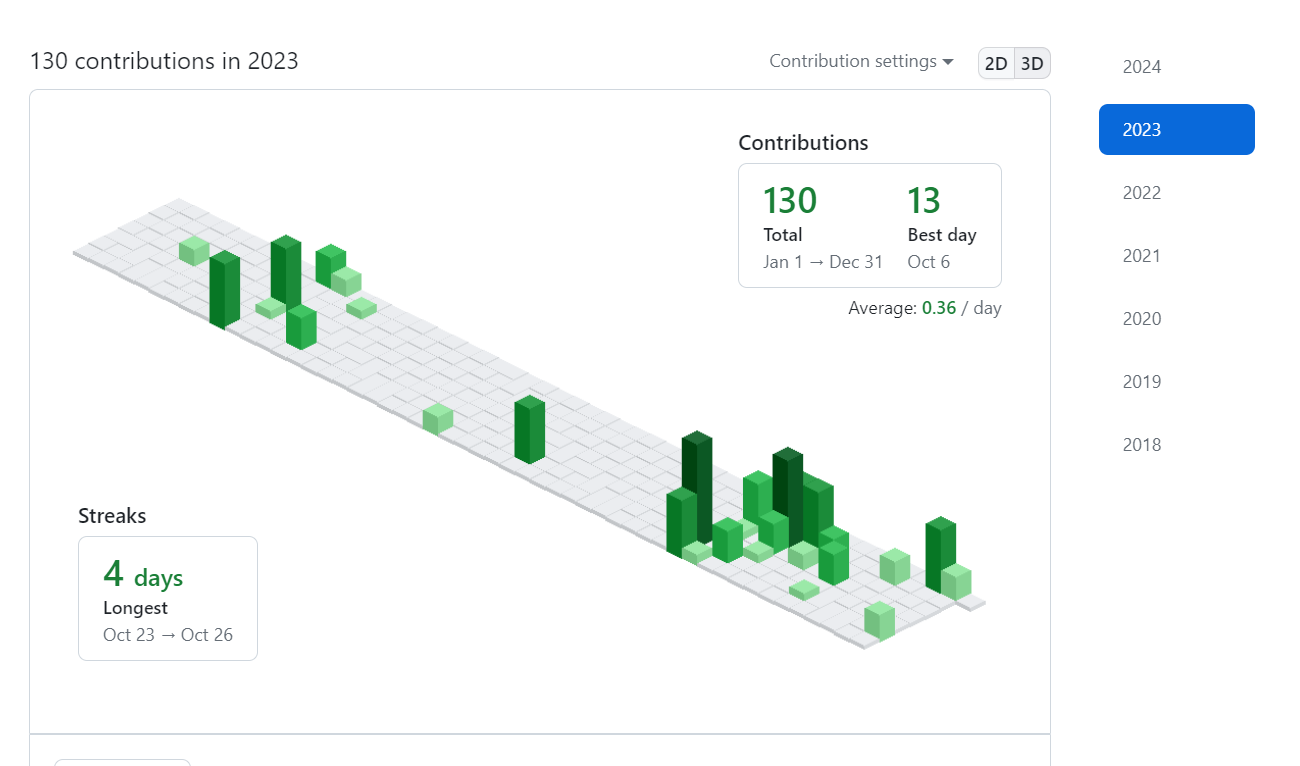 130 contributions in 2023
Contribution settings
2D 3D
Contributions
130 13
Total Best day
Jan 1 → Dec 31 Oct 6
Average: 0.36 / day
Streaks
4 days
Longest
Oct 23 → Oct 26
2024
2023
2022
2021
2020
2019
2018